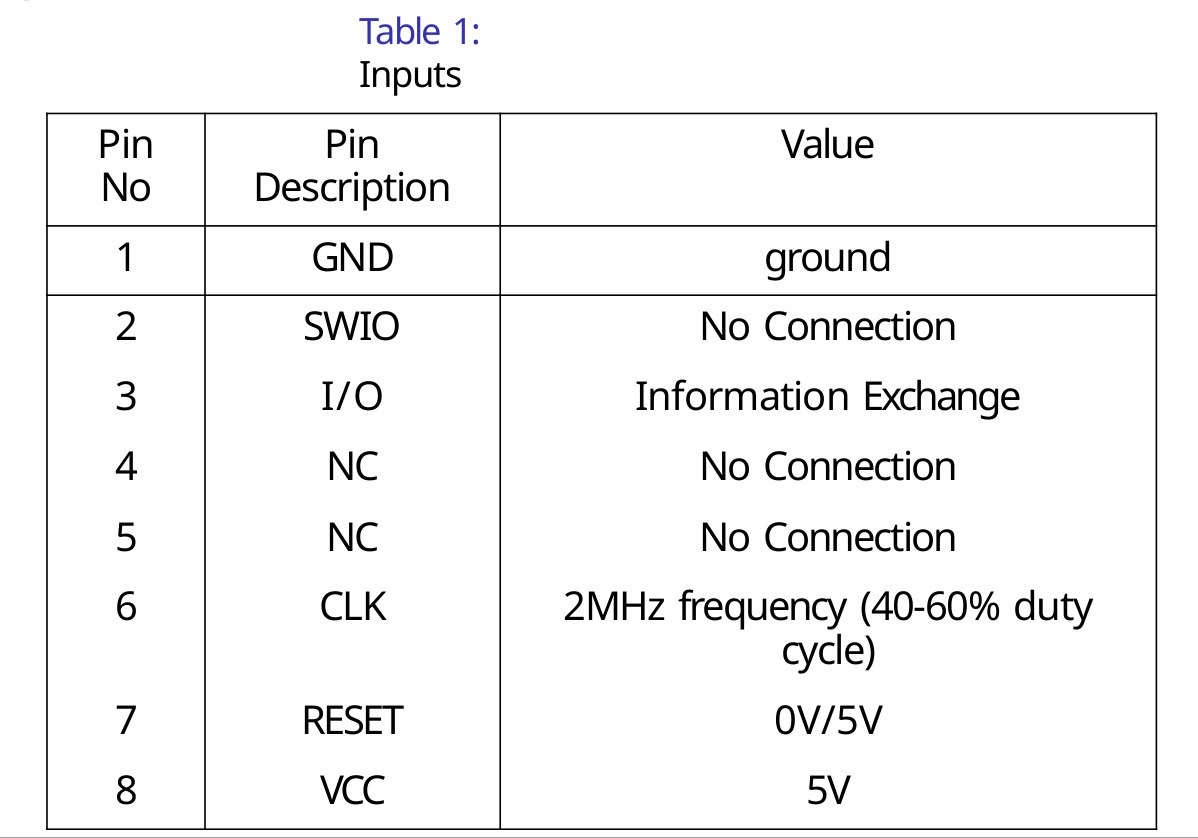 Table 1:
Inputs
Pin No Pin Description Value
1 GND ground
2 SWIO No Connection
3 I/O Information Exchange
4 NC No Connection
5 NC No Connection
6 CLK 2MHz frequency (40-60% duty cycle)
7 RESET 0V/5V
8 VCC 5V